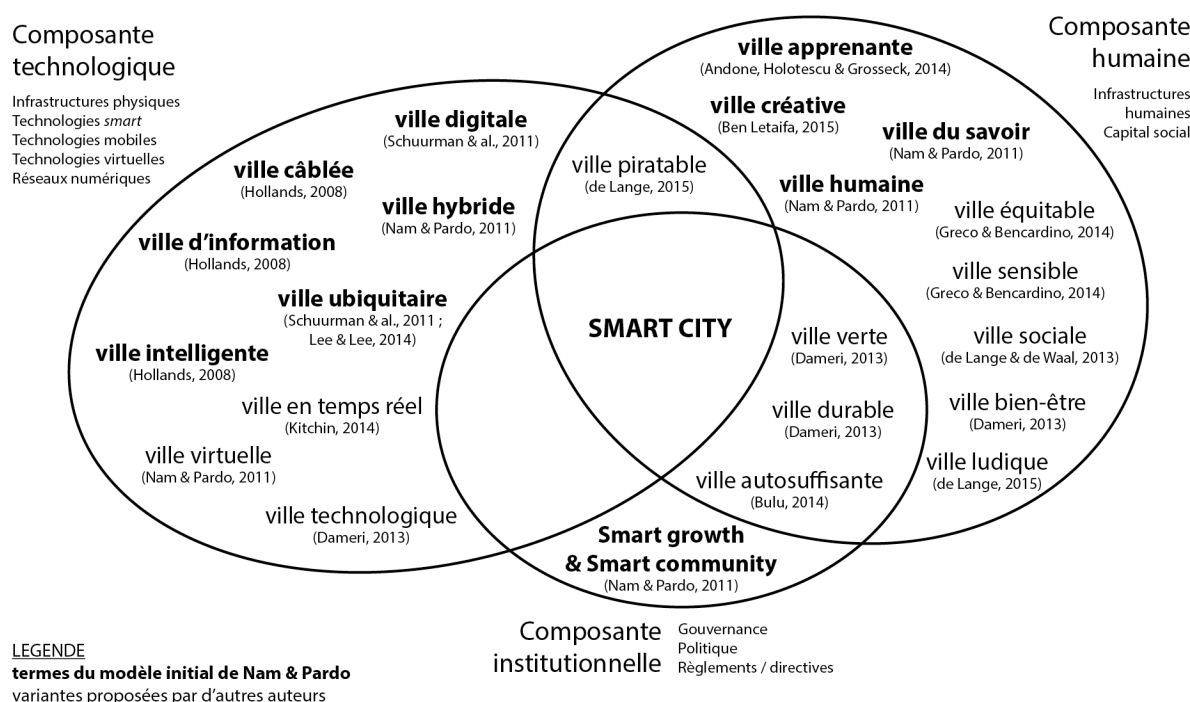 Composante
technologique
Infrastructures physiques
Technologies smart
Technologies mobiles
Technologies virtuelles
Réseaux numériques
Composante
humaine
Infrastructures
humaines
Capital social
ville digitale
(Schuurman & al., 2011)
ville câblée
(Hollands, 2008)
ville hybride
(Nam & Pardo, 2011)
ville d’information
(Hollands, 2008)
ville ubiquitaire
(Schuurman & al., 2011 ;
Lee & Lee, 2014)
ville intelligente
(Hollands, 2008)
ville en temps réel
(Kitchin, 2014)
ville virtuelle
(Nam & Pardo, 2011)
ville technologique
(Dameri, 2013)
ville piratable
(de Lange, 2015)
SMART CITY
ville apprenante
(Andone, Holotescu & Grosseck, 2014)
ville créative
(Ben Letaifa, 2015)
ville du savoir
(Nam & Pardo, 2011)
ville humaine
(Nam & Pardo, 2011)
ville équitable
(Greco & Bencardino, 2014)
ville sensible
(Greco & Bencardino, 2014)
ville sociale
(de Lange & de Waal, 2013)
ville bien-être
(Dameri, 2013)
ville ludique
(de Lange, 2015)
ville verte
(Dameri, 2013)
ville durable
(Dameri, 2013)
ville autosuffisante
(Bulu, 2014)
Smart growth
& Smart community
(Nam & Pardo, 2011)
Composante
institutionnelle
Gouvernance
Politique
Règlements / directives
LEGENDE
termes du modèle initial de Nam & Pardo
variantes proposées par d’autres auteurs